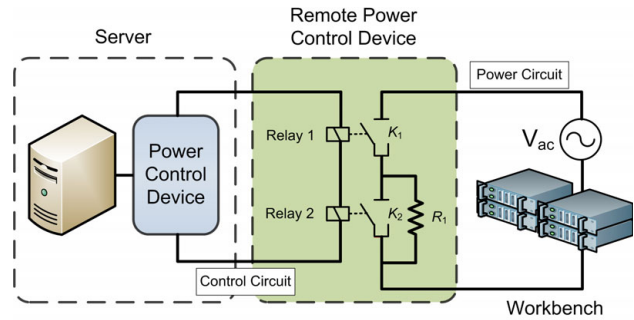 Server
Remote Power
Control Device
Power Circuit
Relay 1
K₁
V_ac
Power
Control
Device
Relay 2
K₂
R₁
Control Circuit
Workbench